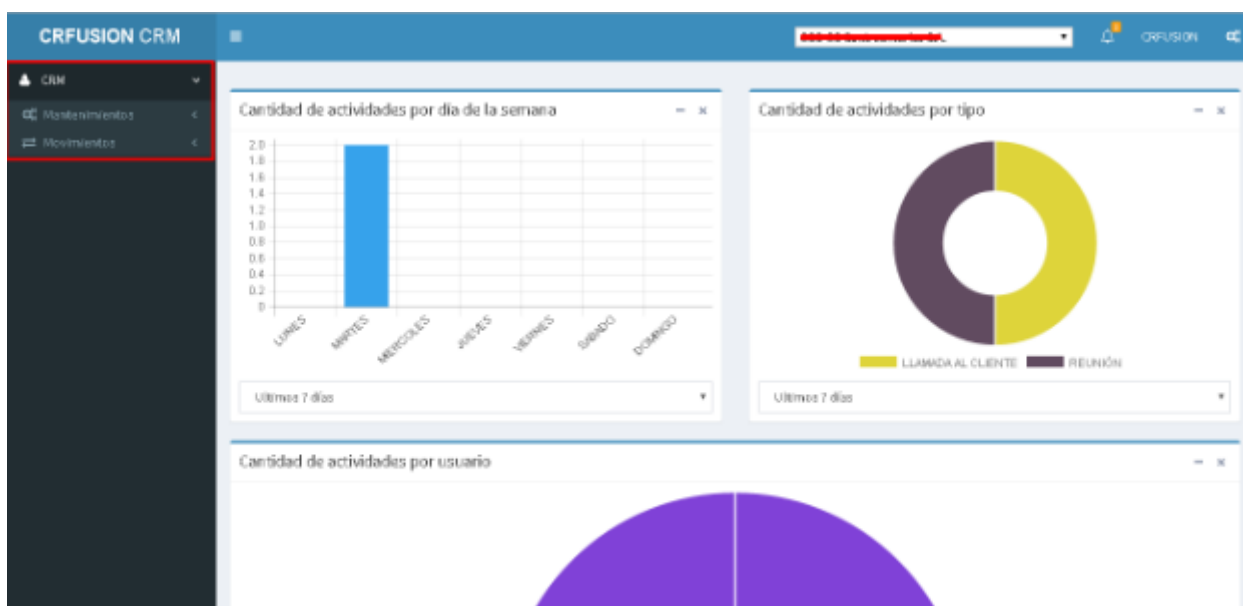 CRFUSION CRM
CRFUSION
CRM
Mantenimientos
Movimientos
Cantidad de actividades por día de la semana
2.0
1.8
1.6
1.4
1.2
1.0
0.8
0.6
0.4
0.2
0
LUNES
MARTES
MIERCOLES
JUEVES
VIERNES
SABADO
DOMINGO
Ultimos 7 días
Cantidad de actividades por tipo
LLAMADA AL CLIENTE
REUNIÓN
Ultimos 7 días
Cantidad de actividades por usuario